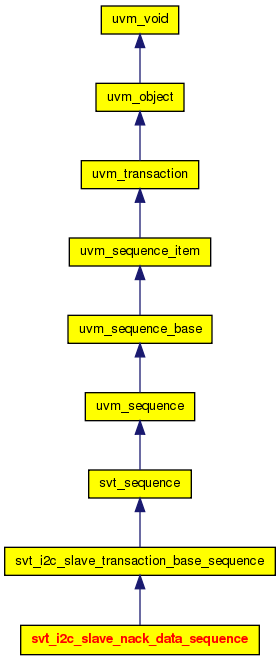 uvm_void
uvm_object
uvm_transaction
uvm_sequence_item
uvm_sequence_base
uvm_sequence
svt_sequence
svt_i2c_slave_transaction_base_sequence
svt_i2c_slave_nack_data_sequence